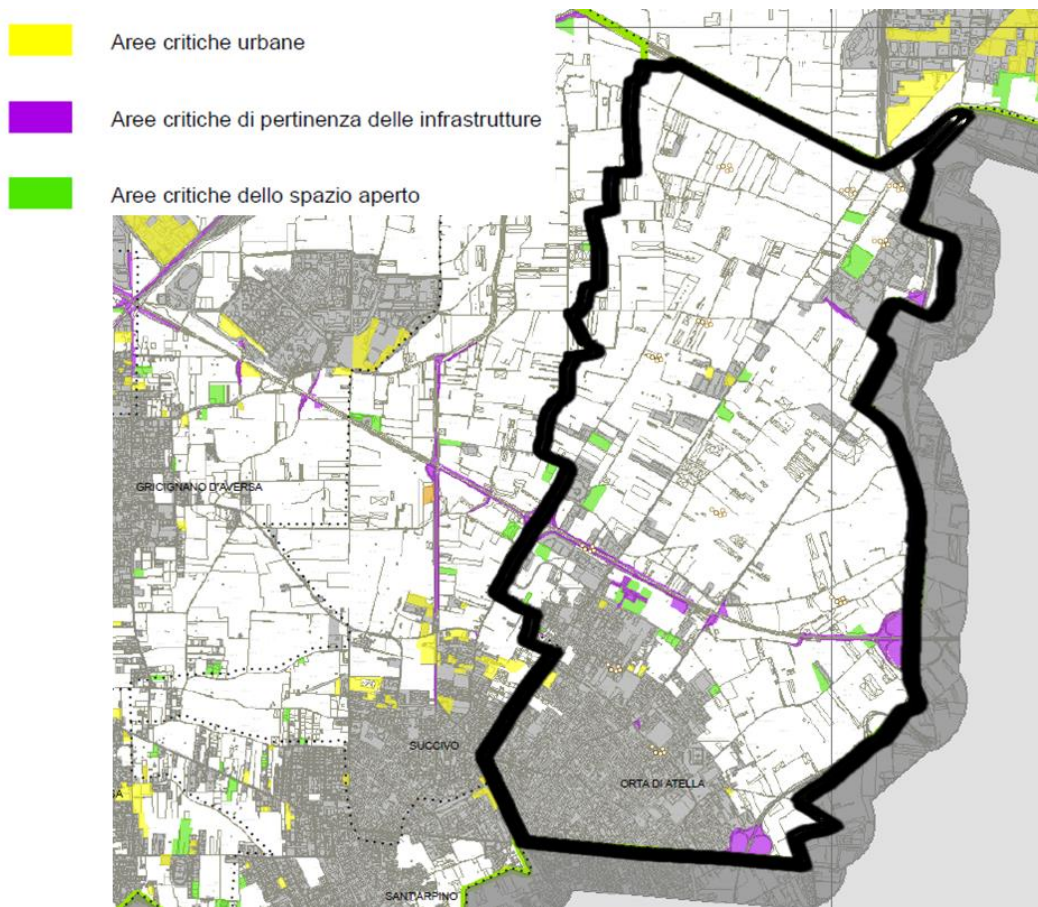 Aree critiche urbane
Aree critiche di pertinenza delle infrastrutture
Aree critiche dello spazio aperto
GRICIGNANO D'AVERSA
SUCCIVO
ORTA DI ATELLA
SANT'ARPINO